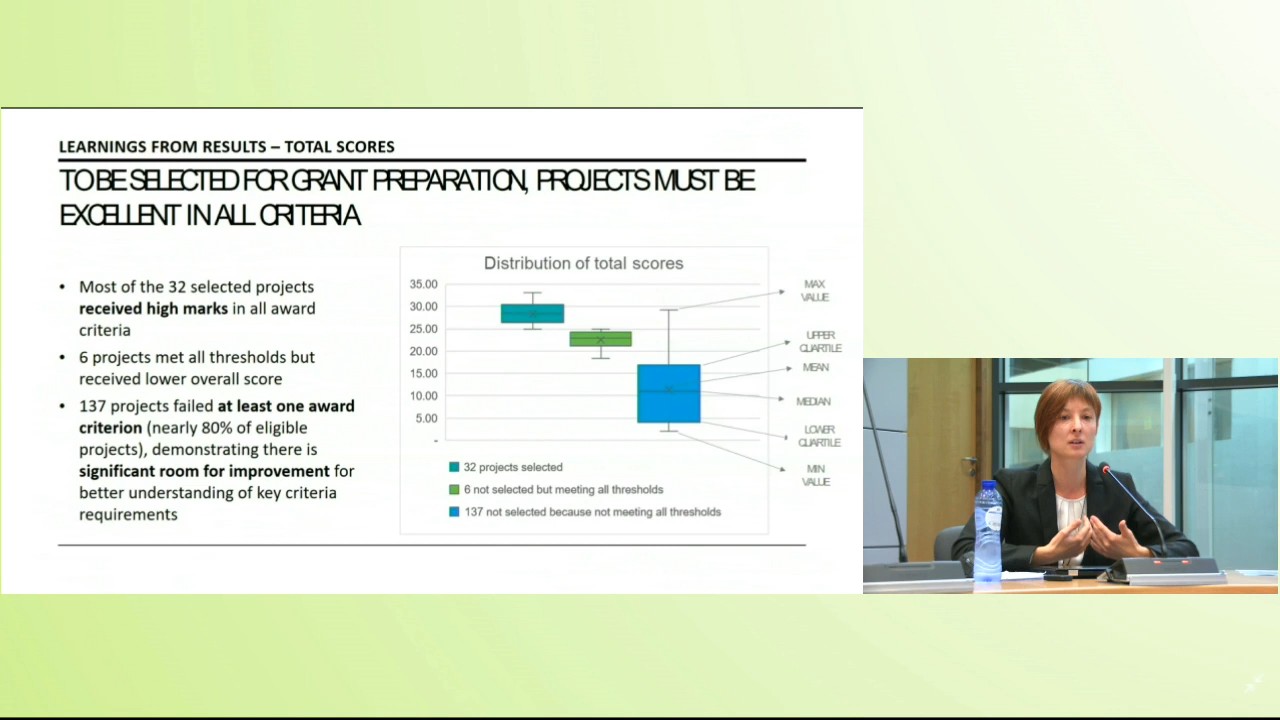 LEARNINGS FROM RESULTS – TOTAL SCORES
TO BE SELECTED FOR GRANT PREPARATION, PROJECTS MUST BE
EXCELLENT IN ALL CRITERIA
• Most of the 32 selected projects
received high marks in all award
criteria
• 6 projects met all thresholds but
received lower overall score
• 137 projects failed at least one award
criterion (nearly 80% of eligible
projects), demonstrating there is
significant room for improvement for
better understanding of key criteria
requirements
Distribution of total scores
35.00
30.00
25.00
20.00
15.00
10.00
5.00
-
32 projects selected
6 not selected but meeting all thresholds
137 not selected because not meeting all thresholds
MAX
VALUE
UPPER
QUARTILE
MEAN
MEDIAN
LOWER
QUARTILE
MIN
VALUE